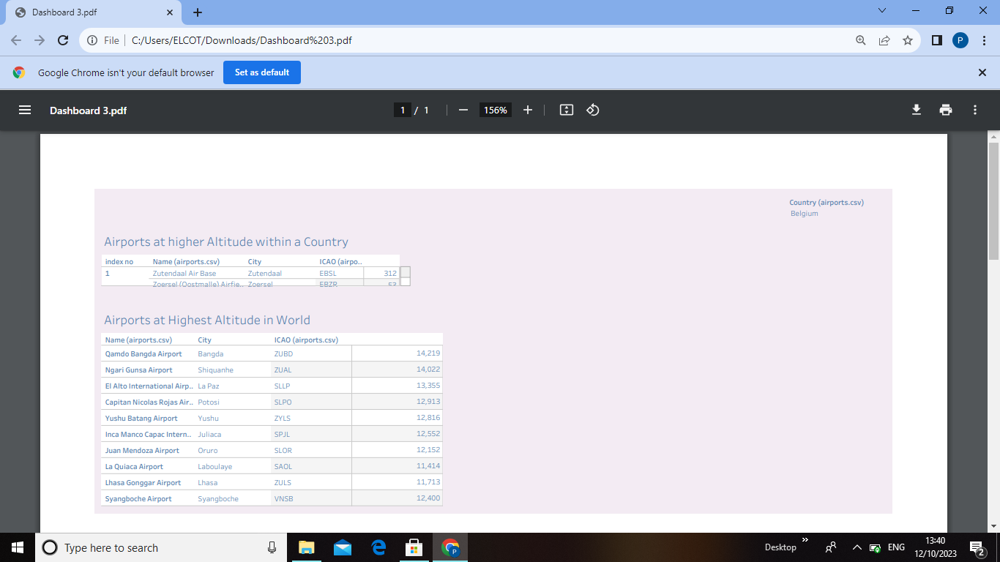 Dashboard 3.pdf
File C:/Users/ELCOT/Downloads/Dashboard%203.pdf
P
Google Chrome isn't your default browser Set as default
Dashboard 3.pdf 1 / 1 156%
Country (airports.csv)
Belgium
Airports at higher Altitude within a Country
index no Name (airports.csv) City ICAO (airpo..
1 Zutendaal Air Base Zutendaal EBSL 312
Zoersel (Oostmalle) Airfie.. Zoersel EBZR 53
Airports at Highest Altitude in World
Name (airports.csv) City ICAO (airports.csv)
Qamdo Bangda Airport Bangda ZUBD 14,219
Ngari Gunsa Airport Shiquanhe ZUAL 14,022
El Alto International Airp.. La Paz SLLP 13,355
Capitan Nicolas Rojas Air.. Potosi SLPO 12,913
Yushu Batang Airport Yushu ZYLS 12,816
Inca Manco Capac Intern.. Juliaca SPJL 12,552
Juan Mendoza Airport Oruro SLOR 12,152
La Quiaca Airport Laboulaye SAOL 11,414
Lhasa Gonggar Airport Lhasa ZULS 11,713
Syangboche Airport Syangboche VNSB 12,400
Type here to search
P
Desktop
ENG
13:40
12/10/2023
2